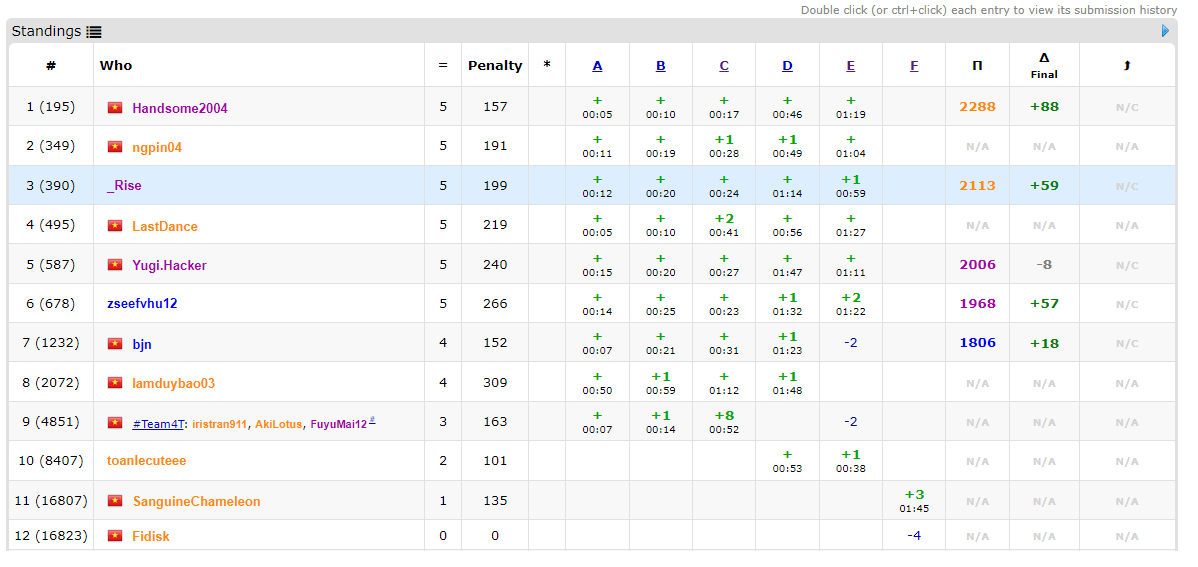 Double click (or ctrl+click) each entry to view its submission history
Standings
# Who = Penalty * A B C D E F Π Δ
Final
1 (195) Handsome2004 5 157 + + + + + 2288 +88 N/C
00:05 00:10 00:17 00:46 01:19
2 (349) ngpin04 5 191 + + +1 +1 + N/A N/A N/A
00:11 00:19 00:28 00:49 01:04
3 (390) _Rise 5 199 + + + + +1 2113 +59 N/C
00:12 00:20 00:24 01:14 00:59
4 (495) LastDance 5 219 + + +2 + + N/A N/A N/A
00:05 00:10 00:41 00:56 01:27
5 (587) Yugi.Hacker 5 240 + + + + + 2006 -8 N/C
00:15 00:20 00:27 01:47 01:11
6 (678) zseefvhu12 5 266 + + + +1 +2 1968 +57 N/C
00:14 00:25 00:23 01:32 01:22
7 (1232) bjn 4 152 + + + +1 -2 1806 +18 N/C
00:07 00:21 00:31 01:23
8 (2072) lamduybao03 4 309 + +1 + +1 N/A N/A N/A
00:50 00:59 01:12 01:48
9 (4851) #Team4T: iristran911, AkiLotus, FuyuMai12 # 3 163 + +1 +8 -2 N/A N/A N/A
00:07 00:14 00:52
10 (8407) toanlecuteee 2 101 + +1 N/A N/A N/A
00:53 00:38
11 (16807) SanguineChameleon 1 135 +3 N/A N/A N/A
01:45
12 (16823) Fidisk 0 0 -4 N/A N/A N/A